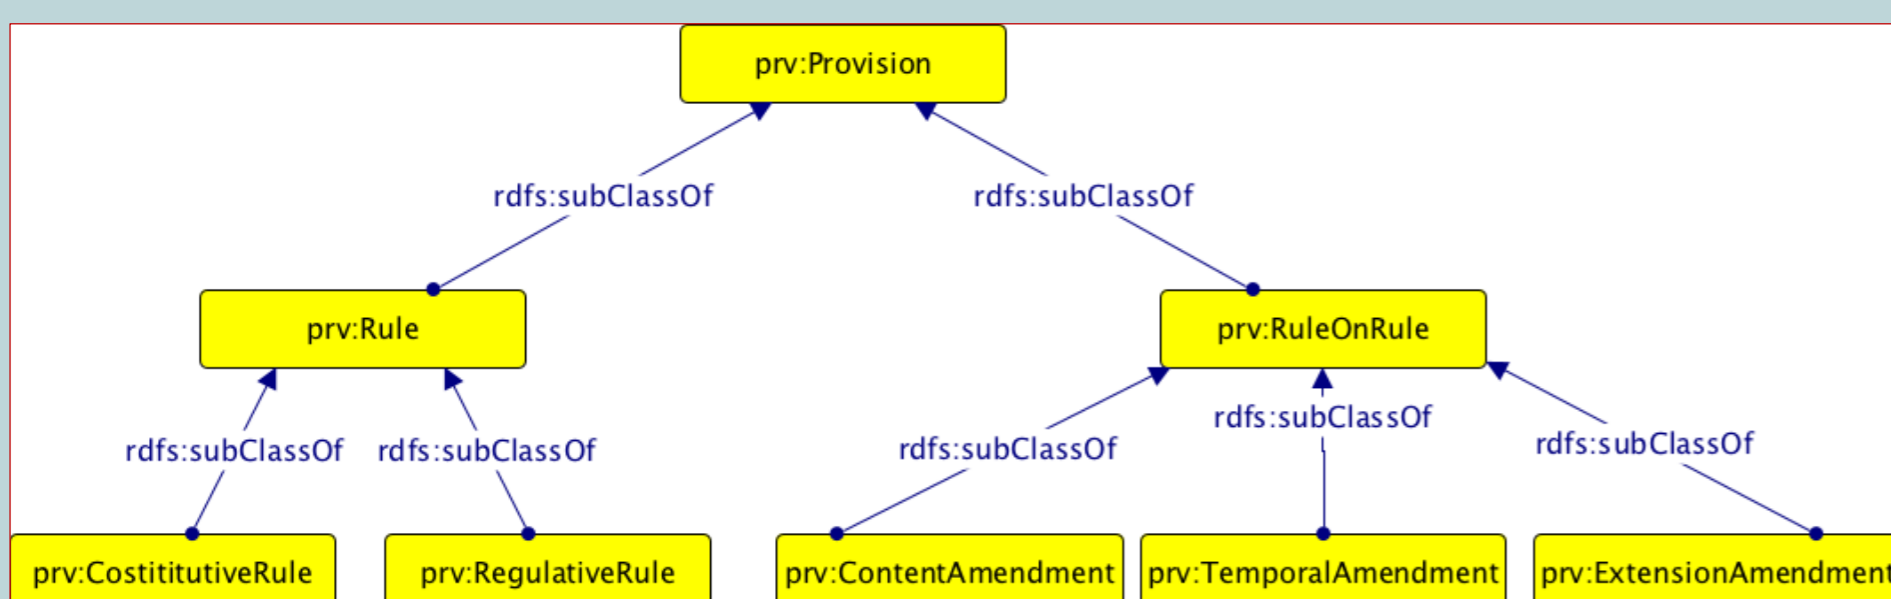 prv:Provision
rdfs:subClassOf
rdfs:subClassOf
prv:Rule
prv:RuleOnRule
rdfs:subClassOf
rdfs:subClassOf
rdfs:subClassOf
rdfs:subClassOf
rdfs:subClassOf
prv:CostititutiveRule
prv:RegulativeRule
prv:ContentAmendment
prv:TemporalAmendment
prv:ExtensionAmendment